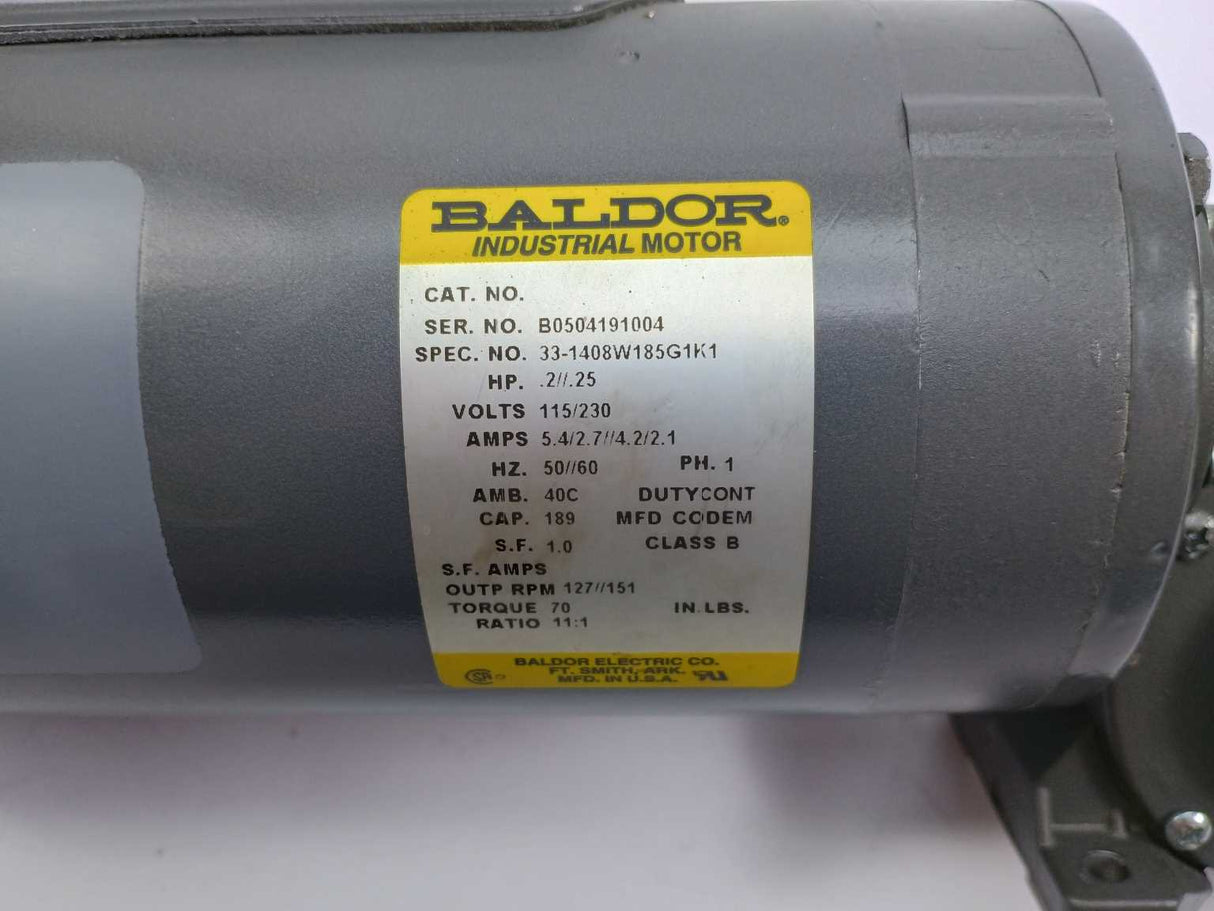 BALDOR®
INDUSTRIAL MOTOR
CAT. NO.
SER. NO. B0504191004
SPEC. NO. 33-1408W185G1K1
HP. .2//.25
VOLTS 115/230
AMPS 5.4/2.7//4.2/2.1
HZ. 50//60 PH. 1
AMB. 40C DUTYCONT
CAP. 189 MFD CODEM
S.F. 1.0 CLASS B
S.F. AMPS
OUTP RPM 127//151
TORQUE 70 IN.LBS.
RATIO 11:1
BALDOR ELECTRIC CO.
FT. SMITH, ARK.
MFD. IN U.S.A.